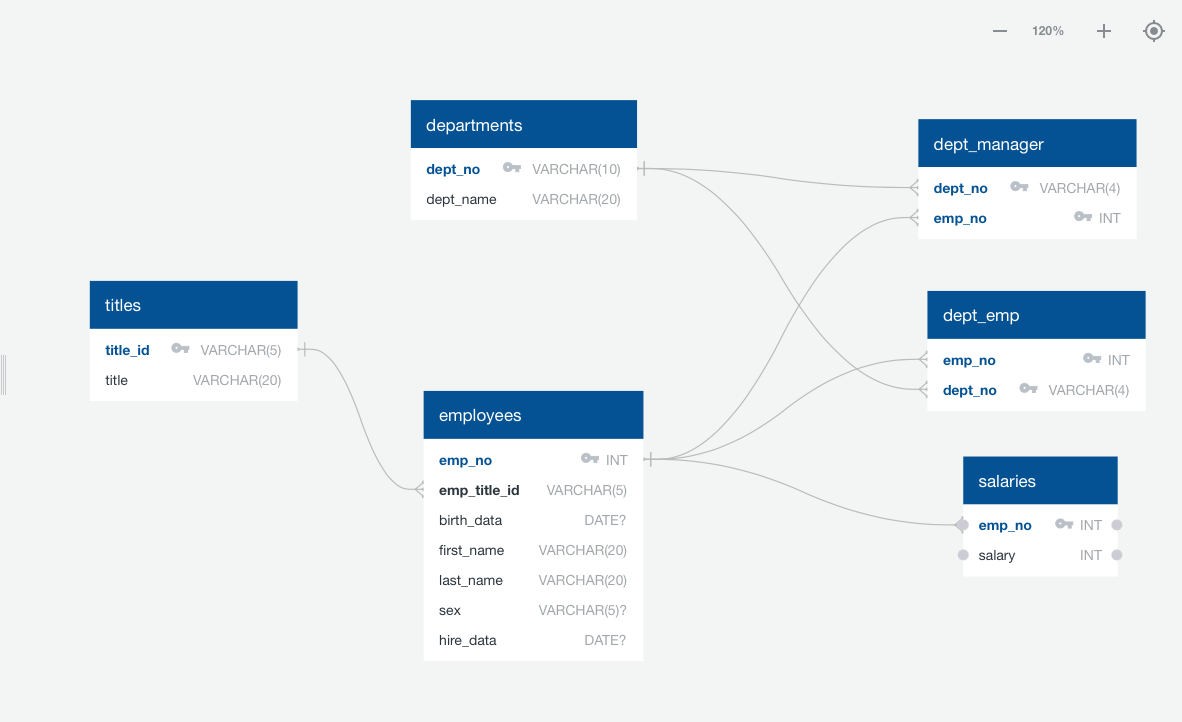 120%
departments
dept_no VARCHAR(10)
dept_name VARCHAR(20)
dept_manager
dept_no VARCHAR(4)
emp_no INT
titles
title_id VARCHAR(5)
title VARCHAR(20)
dept_emp
emp_no INT
dept_no VARCHAR(4)
employees
emp_no INT
emp_title_id VARCHAR(5)
birth_data DATE?
first_name VARCHAR(20)
last_name VARCHAR(20)
sex VARCHAR(5)?
hire_data DATE?
salaries
emp_no INT
salary INT